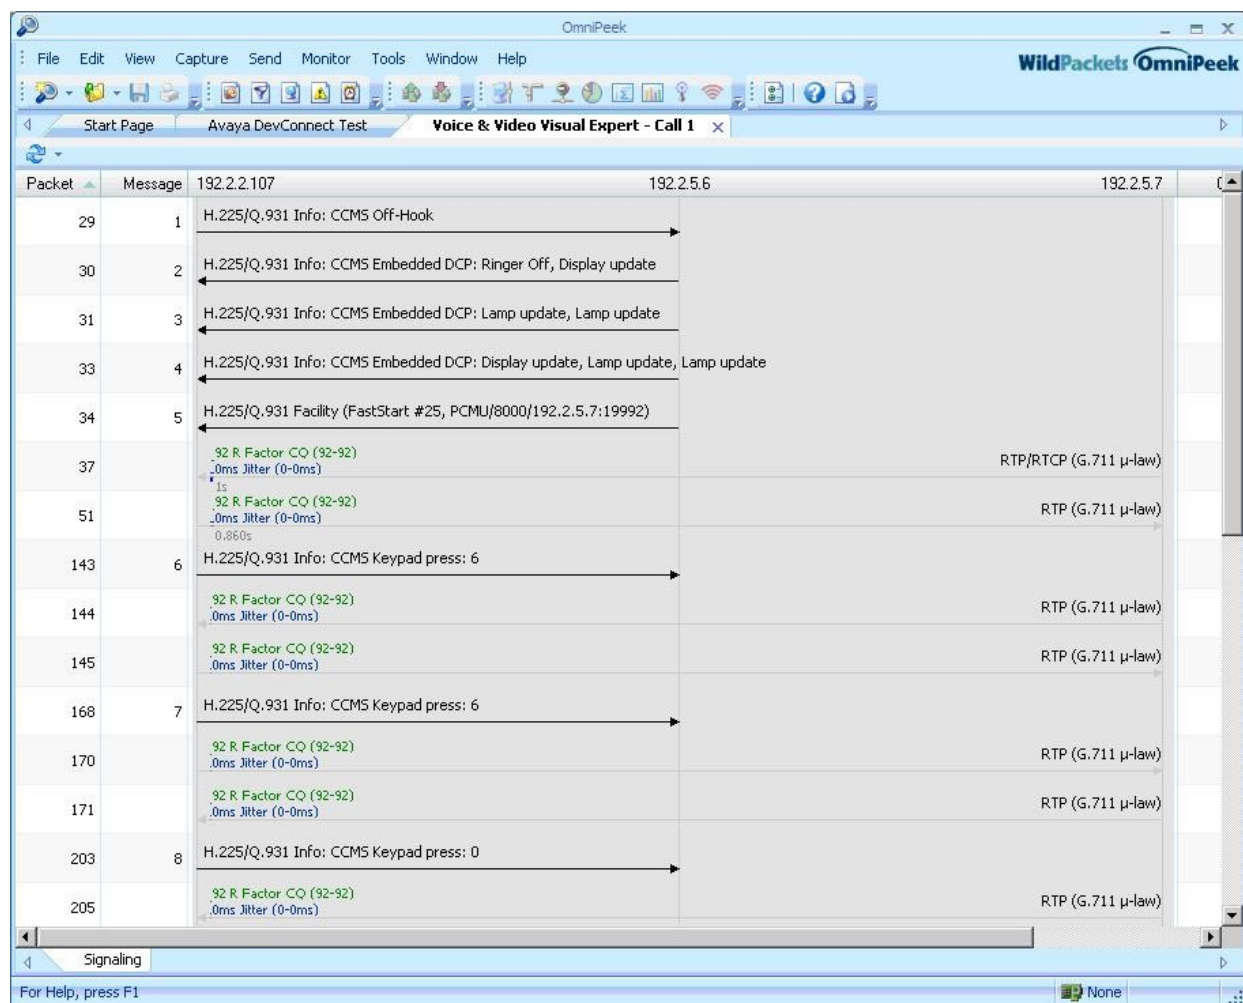 OmniPeek
File Edit View Capture Send Monitor Tools Window Help
WildPackets OmniPeek
Start Page Avaya DevConnect Test Voice & Video Visual Expert - Call 1
Packet Message 192.2.2.107 192.2.5.6 192.2.5.7
29 1 H.225/Q.931 Info: CCMS Off-Hook
30 2 H.225/Q.931 Info: CCMS Embedded DCP: Ringer Off, Display update
31 3 H.225/Q.931 Info: CCMS Embedded DCP: Lamp update, Lamp update
33 4 H.225/Q.931 Info: CCMS Embedded DCP: Display update, Lamp update, Lamp update
34 5 H.225/Q.931 Facility (FastStart #25, PCMU/8000/192.2.5.7:19992)
92 R Factor CQ (92-92)
37 RTP/RTCP (G.711 µ-law)
0ms Jitter (0-0ms)
1s
92 R Factor CQ (92-92)
51 RTP (G.711 µ-law)
0ms Jitter (0-0ms)
0.860s
143 6 H.225/Q.931 Info: CCMS Keypad press: 6
92 R Factor CQ (92-92)
144 RTP (G.711 µ-law)
0ms Jitter (0-0ms)
92 R Factor CQ (92-92)
145 RTP (G.711 µ-law)
0ms Jitter (0-0ms)
168 7 H.225/Q.931 Info: CCMS Keypad press: 6
92 R Factor CQ (92-92)
170 RTP (G.711 µ-law)
0ms Jitter (0-0ms)
92 R Factor CQ (92-92)
171 RTP (G.711 µ-law)
0ms Jitter (0-0ms)
203 8 H.225/Q.931 Info: CCMS Keypad press: 0
92 R Factor CQ (92-92)
205 RTP (G.711 µ-law)
0ms Jitter (0-0ms)
Signaling
For Help, press F1 None